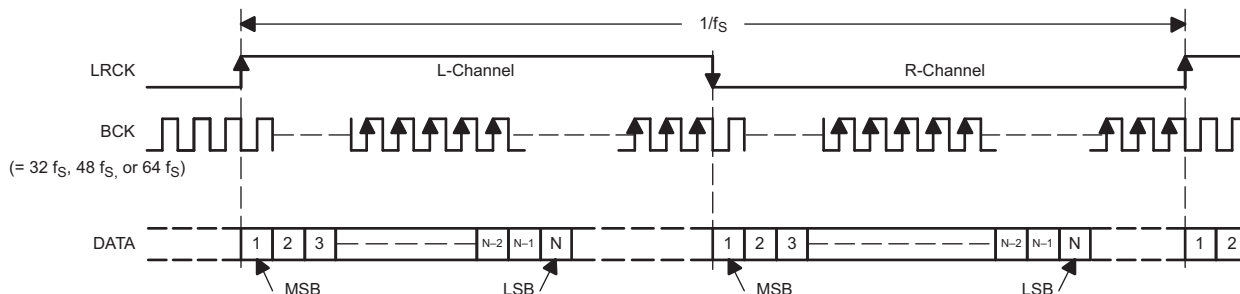 1/fS
LRCK
L-Channel
R-Channel
BCK
(= 32 fS, 48 fS, or 64 fS)
DATA
1 2 3 N–2 N–1 N 1 2 3 N–2 N–1 N 1 2
MSB LSB MSB LSB